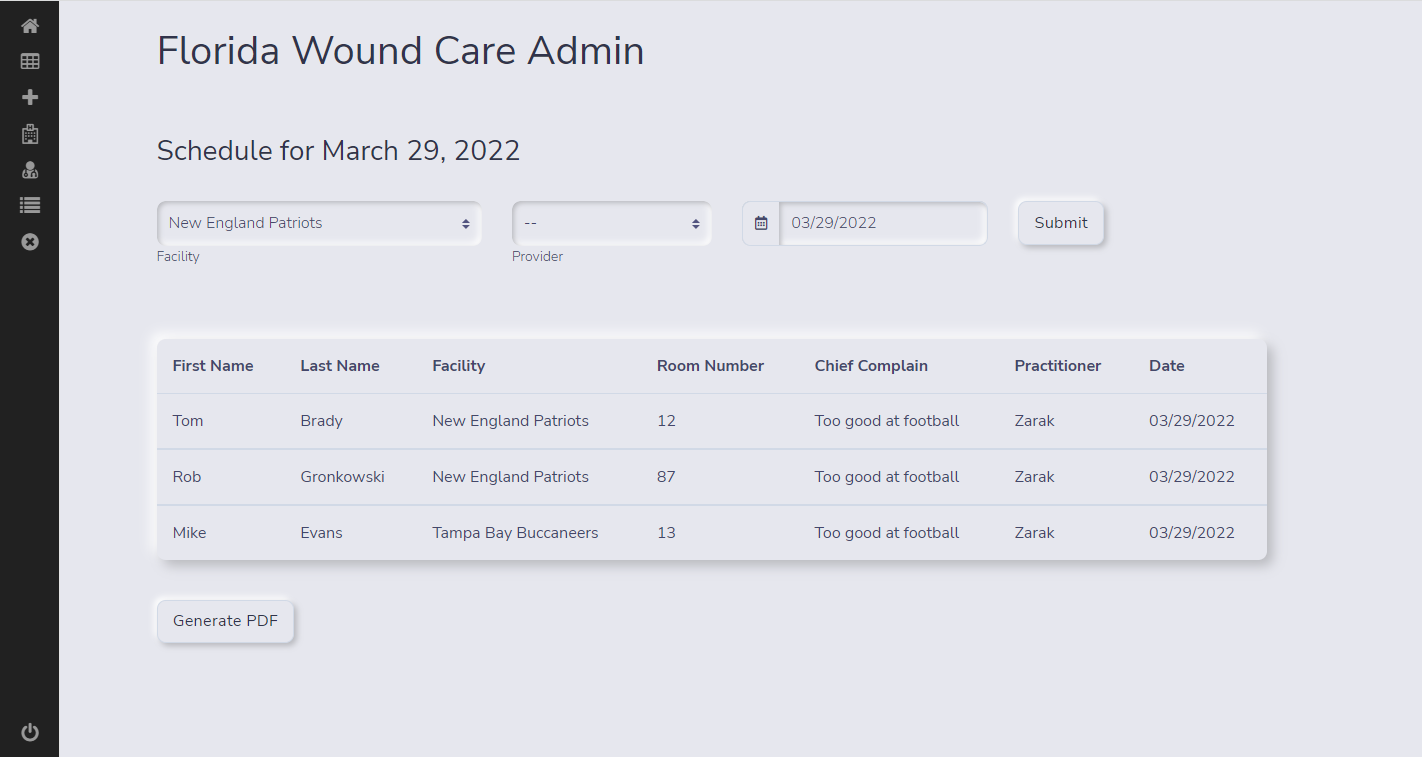 Florida Wound Care Admin
Schedule for March 29, 2022
New England Patriots -- 03/29/2022 Submit
Facility Provider
First Name Last Name Facility Room Number Chief Complain Practitioner Date
Tom Brady New England Patriots 12 Too good at football Zarak 03/29/2022
Rob Gronkowski New England Patriots 87 Too good at football Zarak 03/29/2022
Mike Evans Tampa Bay Buccaneers 13 Too good at football Zarak 03/29/2022
Generate PDF